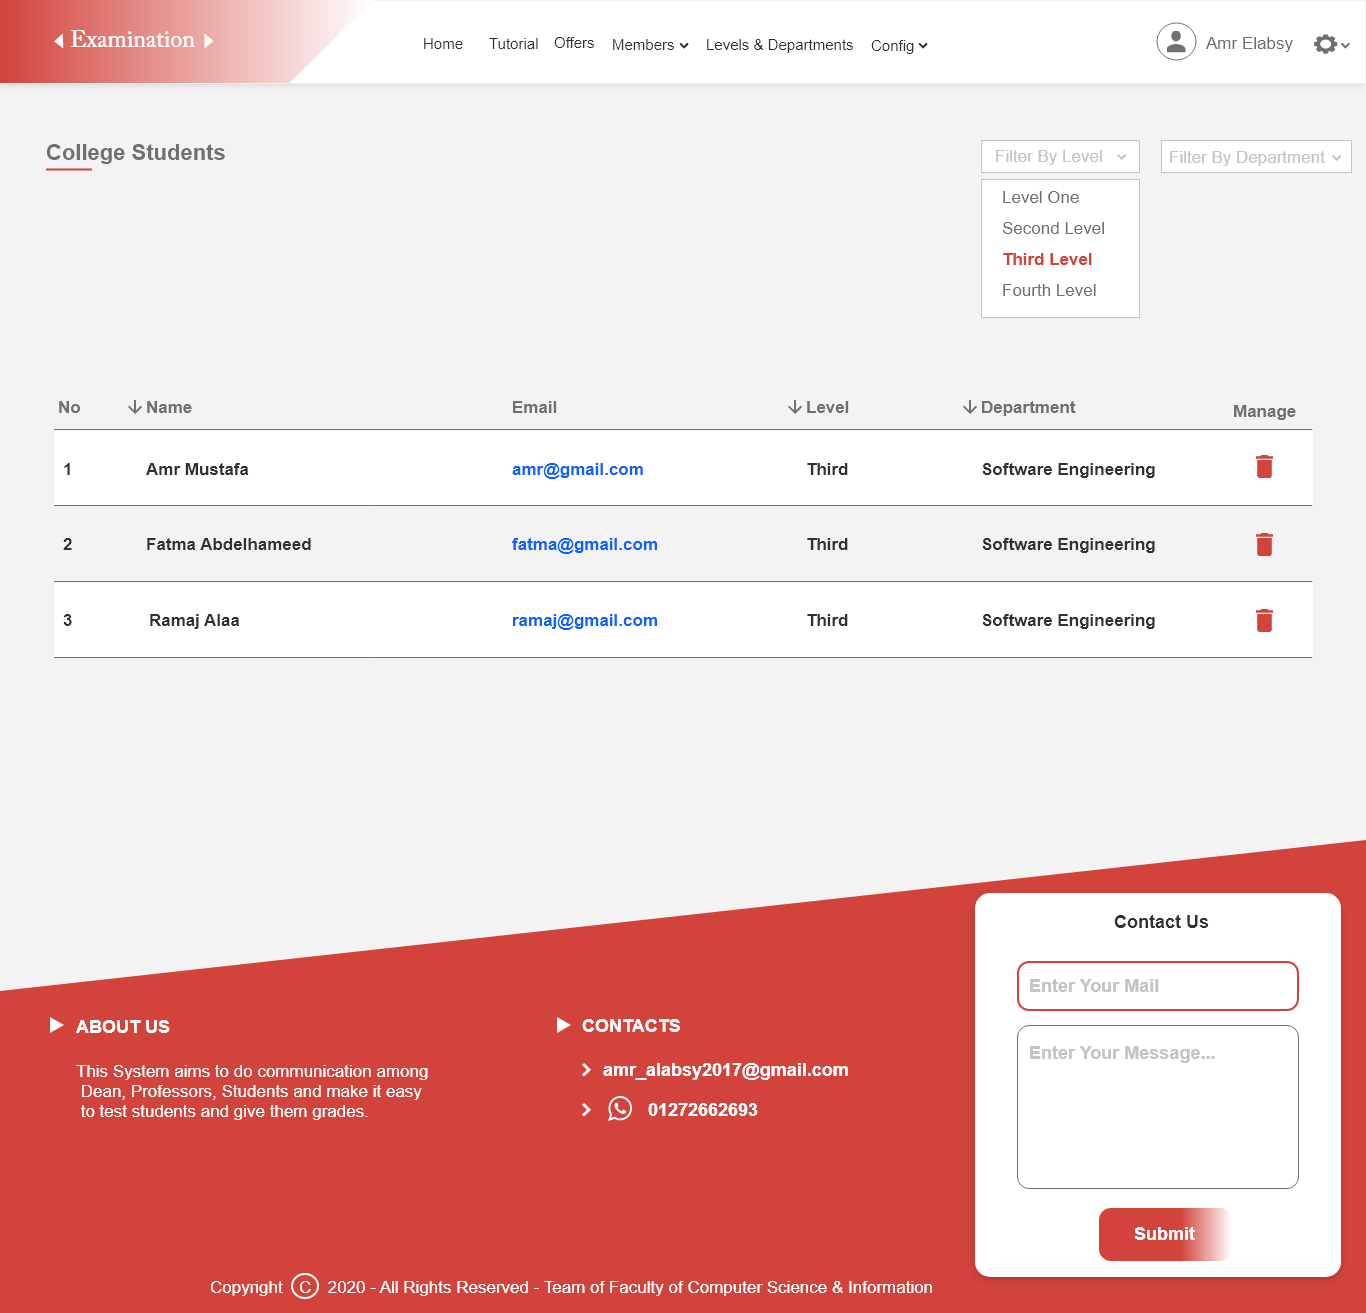 Examination
Home Tutorial Offers Members Levels & Departments Config
Amr Elabsy
College Students
Filter By Level
Filter By Department
Level One
Second Level
Third Level
Fourth Level
No Name Email Level Department Manage
1 Amr Mustafa amr@gmail.com Third Software Engineering
2 Fatma Abdelhameed fatma@gmail.com Third Software Engineering
3 Ramaj Alaa ramaj@gmail.com Third Software Engineering
ABOUT US
This System aims to do communication among
Dean, Professors, Students and make it easy
to test students and give them grades.
CONTACTS
amr_alabsy2017@gmail.com
01272662693
Contact Us
Enter Your Mail
Enter Your Message...
Submit
Copyright © 2020 - All Rights Reserved - Team of Faculty of Computer Science & Information